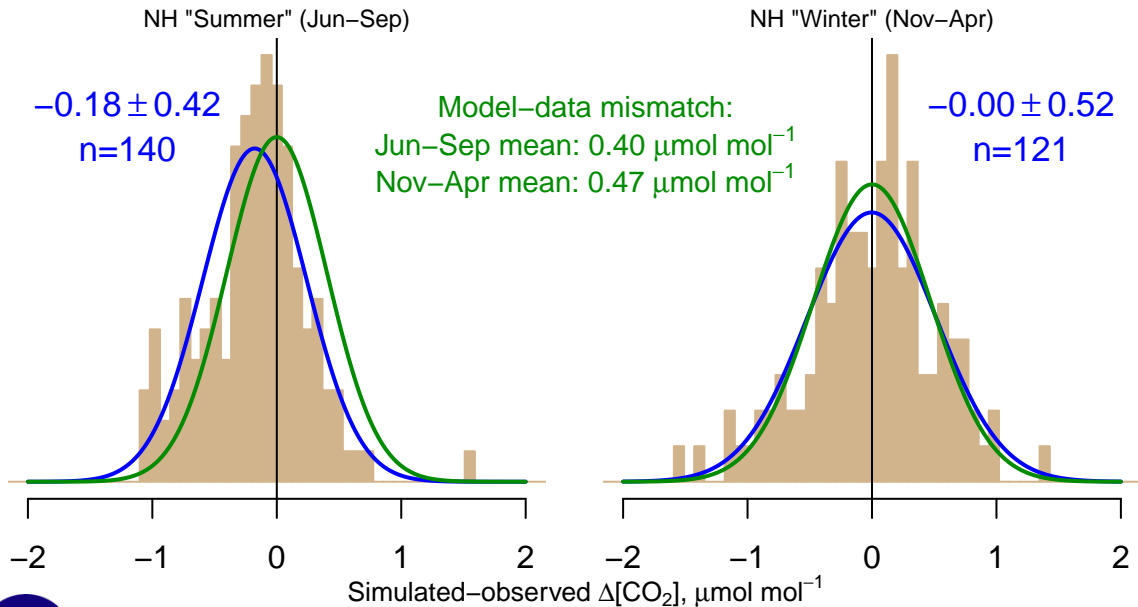 NH "Summer" (Jun−Sep)
−0.18 ± 0.42
n=140
Model−data mismatch:
Jun−Sep mean: 0.40 μmol mol⁻¹
Nov−Apr mean: 0.47 μmol mol⁻¹
NH "Winter" (Nov−Apr)
−0.00 ± 0.52
n=121
−2 −1 0 1 2
−2 −1 0 1 2
Simulated−observed Δ[CO₂], μmol mol⁻¹